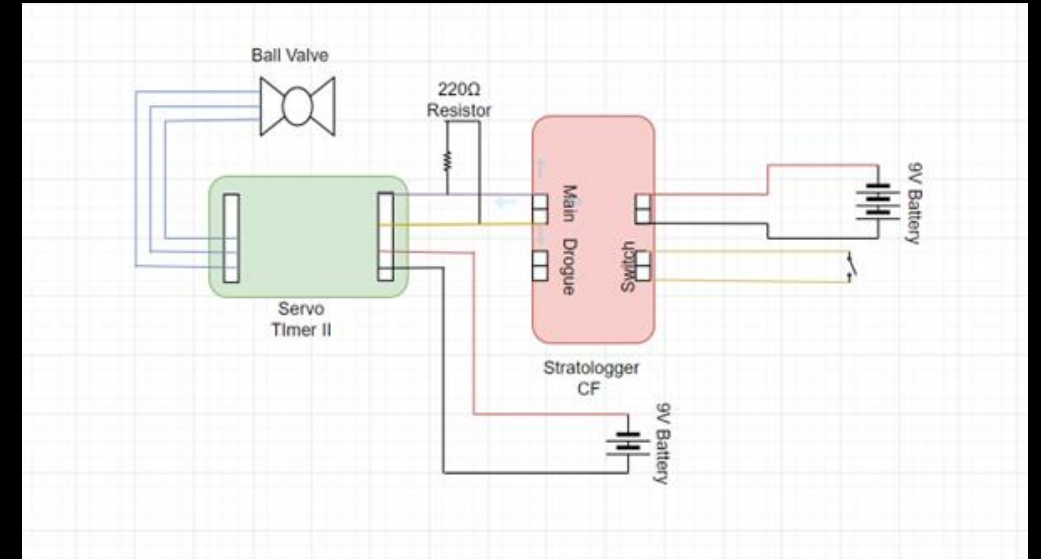 Ball Valve
220Ω
Resistor
Main
Drogue
Switch
9V Battery
Servo
TImer II
Stratologger
CF
9V Battery